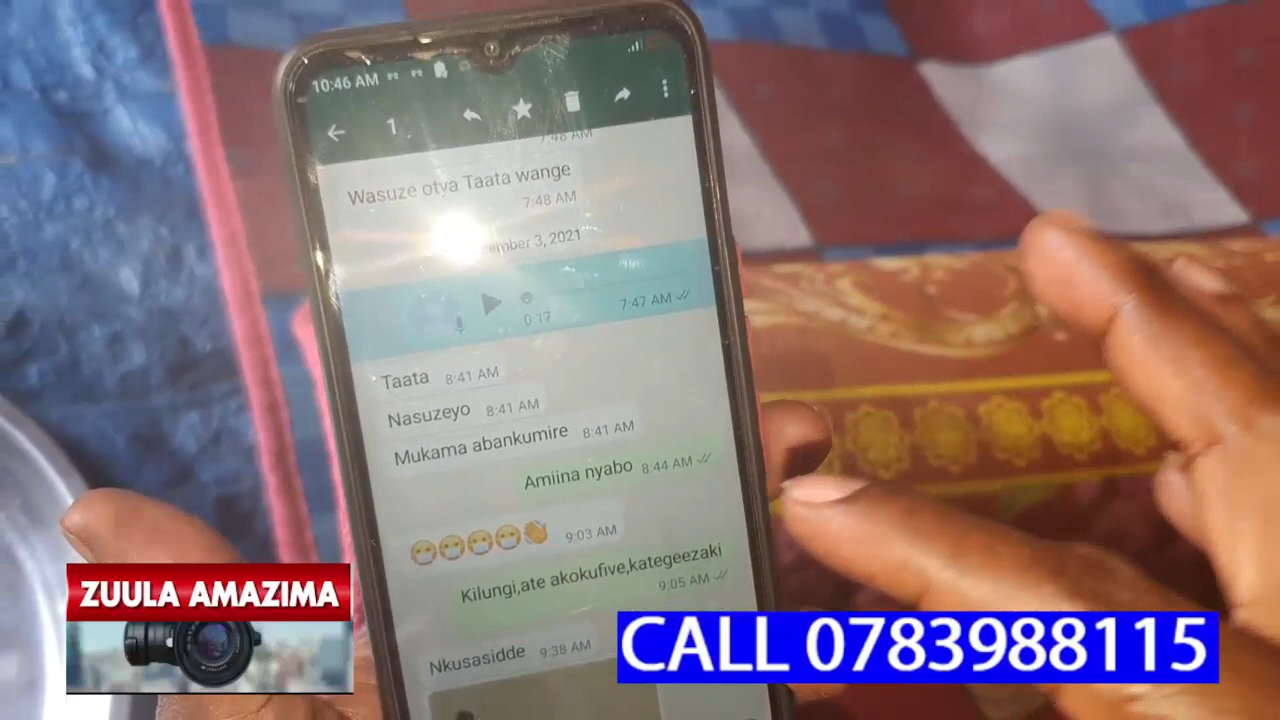 10:46 AM
1
7:48 AM
Wasuze otya Taata wange
7:48 AM
ember 3, 2021
0:17
7:47 AM
Taata 8:41 AM
Nasuzeyo 8:41 AM
Mukama abankumire 8:41 AM
Amiina nyabo 8:44 AM
9:03 AM
Kilungi,ate akokufive,kategeezaki
9:05 AM
Nkusasidde 9:38 AM
ZUULA AMAZIMA
CALL 0783988115